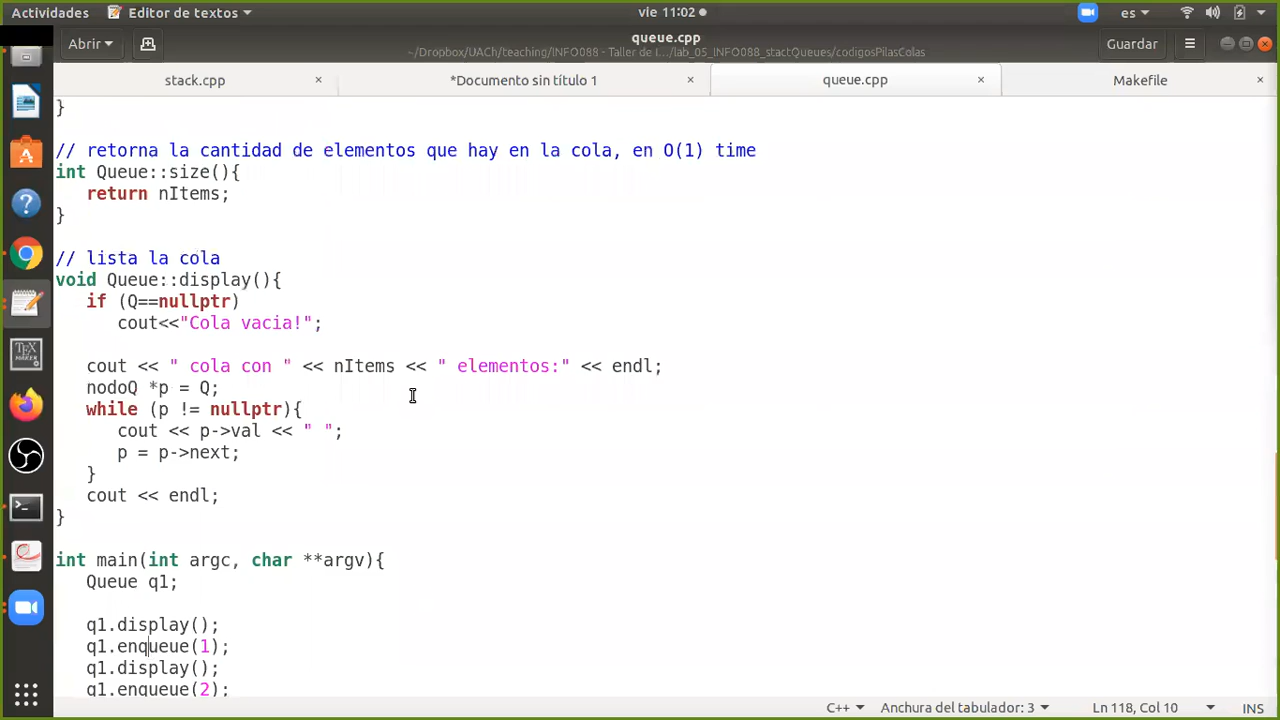 Actividades
Editor de textos
vie 11:02
es
Abrir
queue.cpp
~/Dropbox/UACh/teaching/INFO088 - Taller de I…/lab_05_INFO088_stactQueues/codigosPilasColas
Guardar
stack.cpp
*Documento sin título 1
queue.cpp
Makefile
}
// retorna la cantidad de elementos que hay en la cola, en O(1) time
int Queue::size(){
return nItems;
}
// lista la cola
void Queue::display(){
if (Q==nullptr)
cout<<"Cola vacia!";
cout << " cola con " << nItems << " elementos:" << endl;
nodoQ *p = Q;
while (p != nullptr){
cout << p->val << " ";
p = p->next;
}
cout << endl;
}
int main(int argc, char **argv){
Queue q1;
q1.display();
q1.enqueue(1);
q1.display();
q1.enqueue(2);
C++
Anchura del tabulador: 3
Ln 118, Col 10
INS